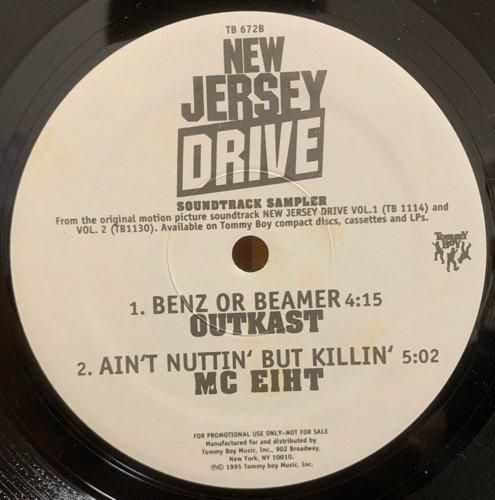 TB 672B
NEW
JERSEY
DRIVE
SOUNDTRACK SAMPLER
From the original motion picture soundtrack NEW JERSEY DRIVE VOL.1 (TB 1114) and
VOL. 2 (TB1130). Available on Tommy Boy compact discs, cassettes and LPs.
TOMMY
BOY
1. BENZ OR BEAMER 4:15
OUTKAST
2. AIN'T NUTTIN' BUT KILLIN' 5:02
MC EIHT
FOR PROMOTIONAL USE ONLY–NOT FOR SALE
Manufactured for and distributed by
Tommy Boy Music, Inc., 902 Broadway,
New York, NY 10010.
℗© 1995 Tommy Boy Music, Inc.